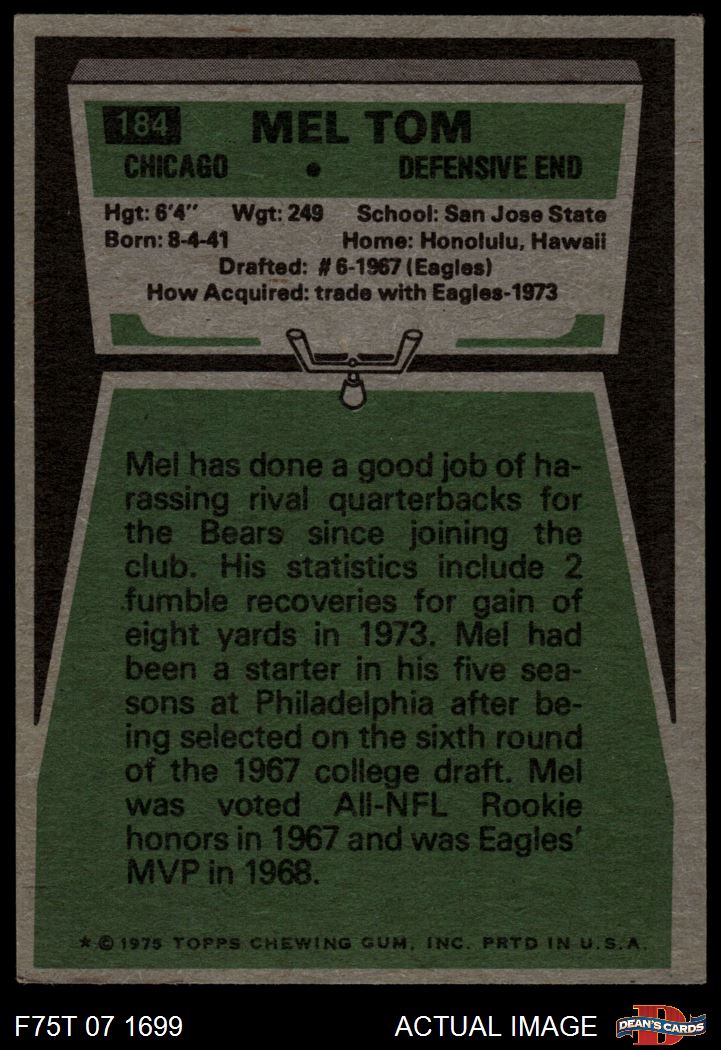 184 MEL TOM
CHICAGO • DEFENSIVE END
Hgt: 6'4" Wgt: 249 School: San Jose State
Born: 8-4-41 Home: Honolulu, Hawaii
Drafted: #6-1967 (Eagles)
How Acquired: trade with Eagles-1973
Mel has done a good job of ha-
rassing rival quarterbacks for
the Bears since joining the
club. His statistics include 2
fumble recoveries for gain of
eight yards in 1973. Mel had
been a starter in his five sea-
sons at Philadelphia after be-
ing selected on the sixth round
of the 1967 college draft. Mel
was voted All-NFL Rookie
honors in 1967 and was Eagles'
MVP in 1968.
* © 1975 TOPPS CHEWING GUM, INC. PRTD IN U.S.A.
F75T 07 1699 ACTUAL IMAGE D DEAN'S CARDS